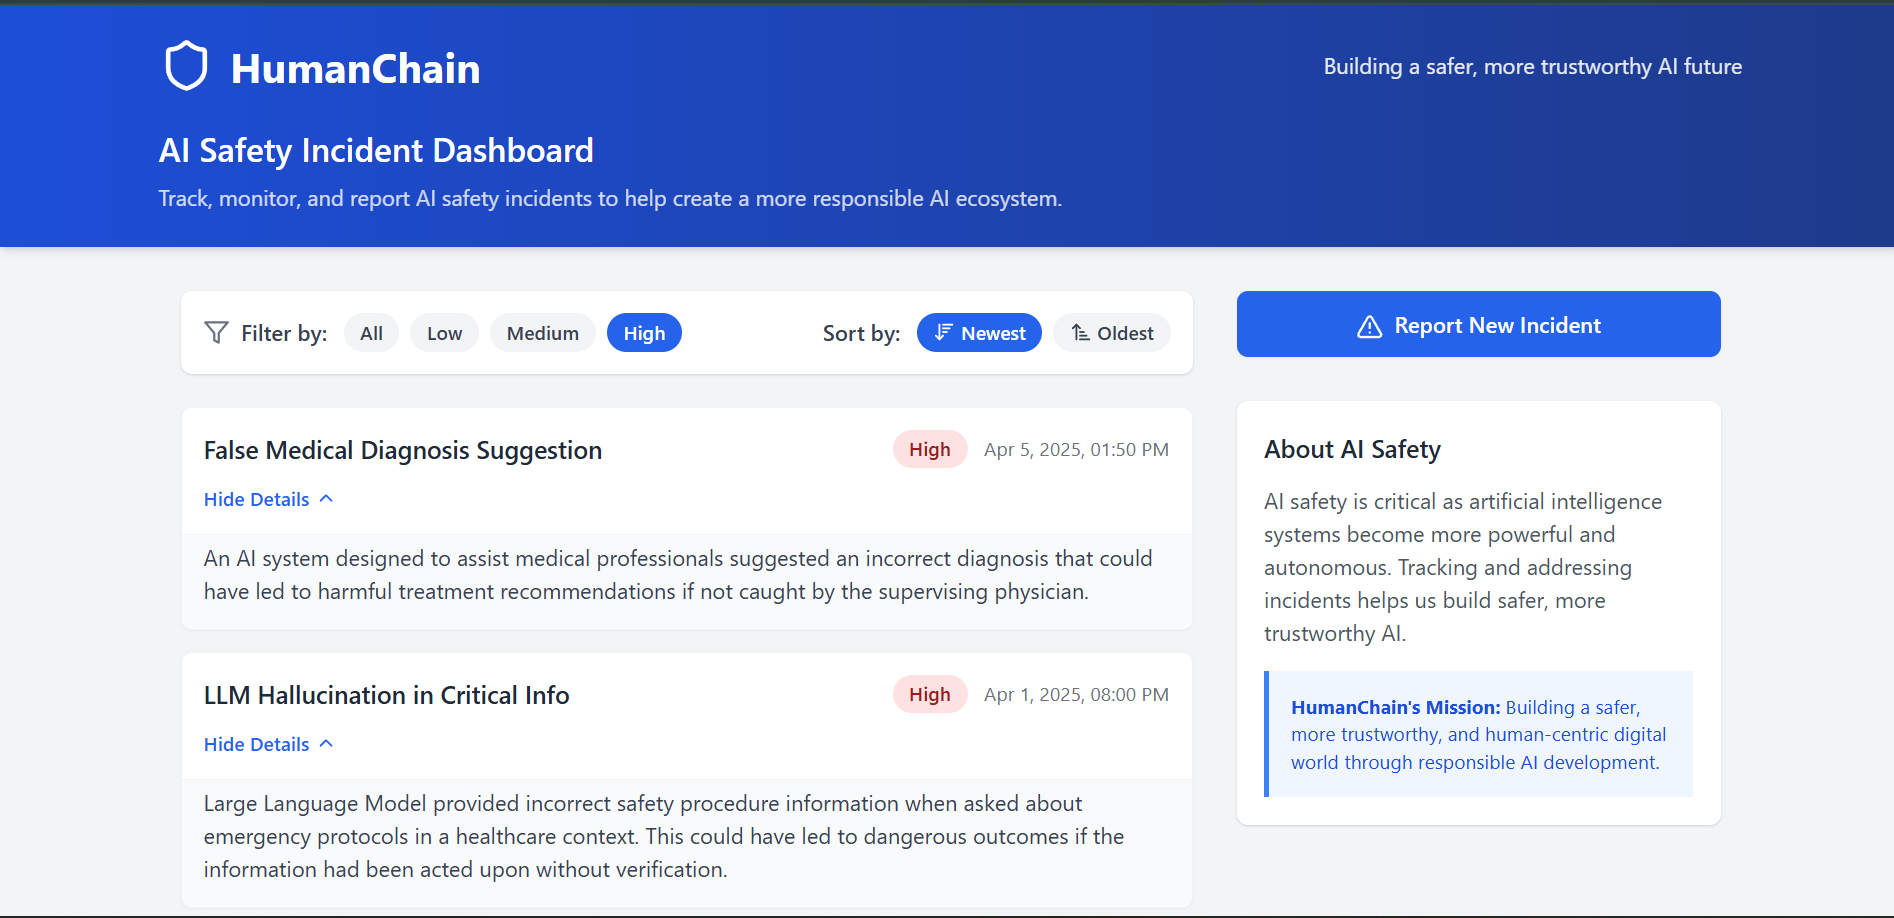 HumanChain
Building a safer, more trustworthy AI future
AI Safety Incident Dashboard
Track, monitor, and report AI safety incidents to help create a more responsible AI ecosystem.
Filter by: All Low Medium High Sort by: Newest Oldest
Report New Incident
False Medical Diagnosis Suggestion High Apr 5, 2025, 01:50 PM
Hide Details
An AI system designed to assist medical professionals suggested an incorrect diagnosis that could
have led to harmful treatment recommendations if not caught by the supervising physician.
LLM Hallucination in Critical Info High Apr 1, 2025, 08:00 PM
Hide Details
Large Language Model provided incorrect safety procedure information when asked about
emergency protocols in a healthcare context. This could have led to dangerous outcomes if the
information had been acted upon without verification.
About AI Safety
AI safety is critical as artificial intelligence
systems become more powerful and
autonomous. Tracking and addressing
incidents helps us build safer, more
trustworthy AI.
HumanChain's Mission: Building a safer,
more trustworthy, and human-centric digital
world through responsible AI development.